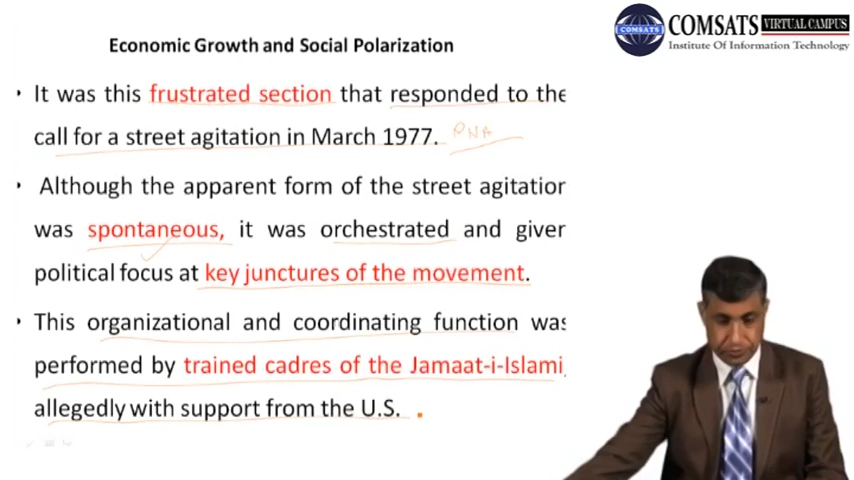 COMSATS VIRTUAL CAMPUS
COMSATS
Institute Of Information Technology
Economic Growth and Social Polarization
It was this frustrated section that responded to the
call for a street agitation in March 1977. PNA
Although the apparent form of the street agitation
was spontaneous, it was orchestrated and given
political focus at key junctures of the movement.
This organizational and coordinating function was
performed by trained cadres of the Jamaat-i-Islami,
allegedly with support from the U.S.